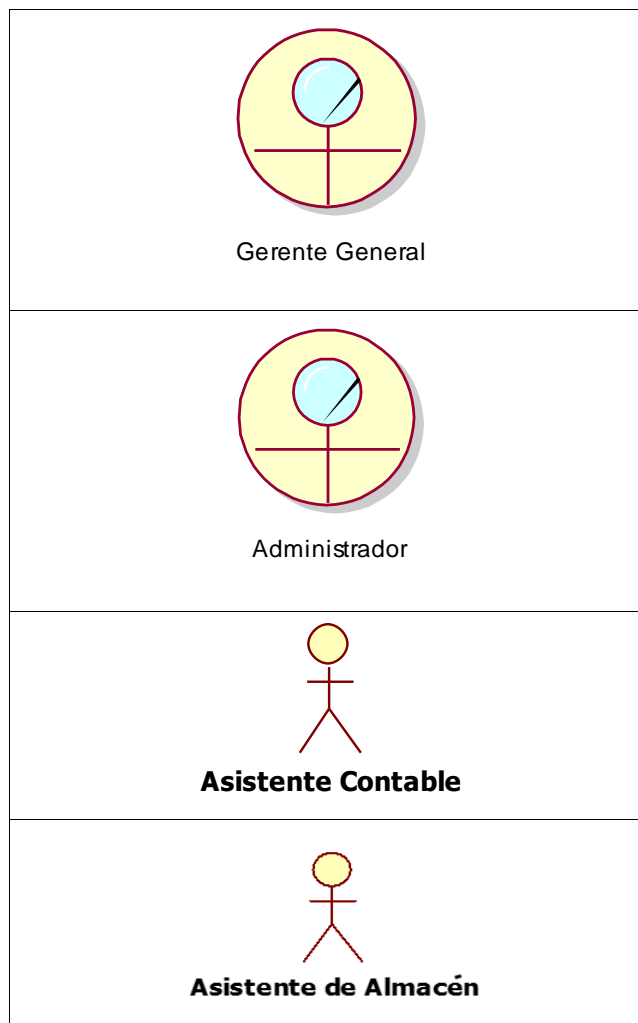 Gerente General
Administrador
Asistente Contable
Asistente de Almacén